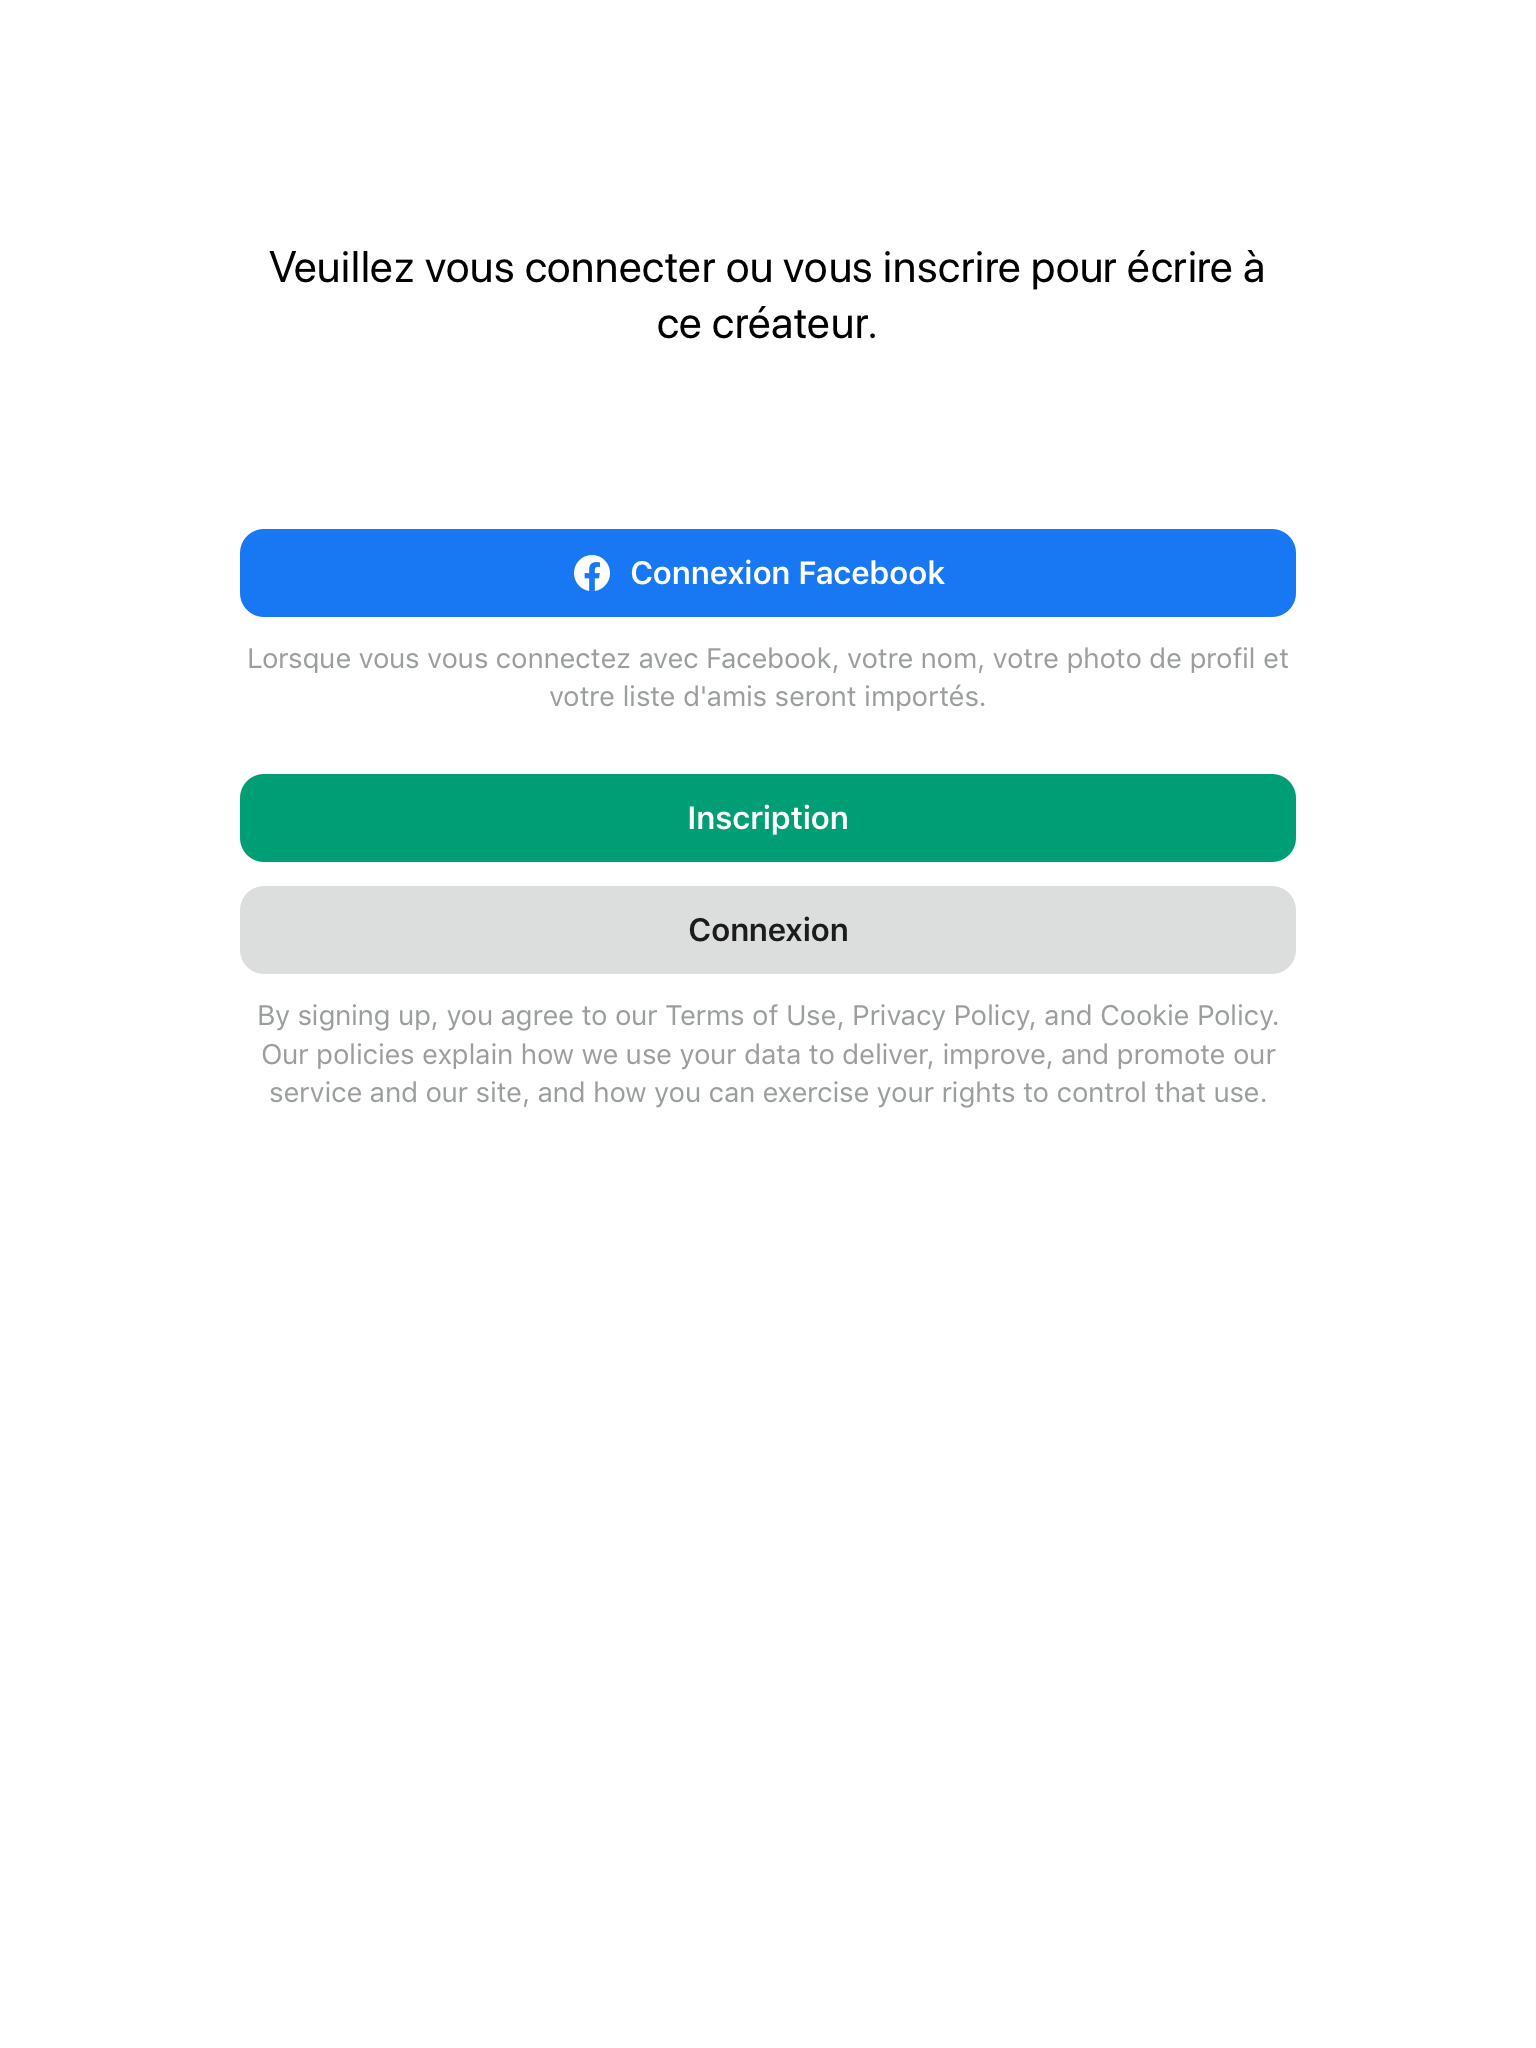 Veuillez vous connecter ou vous inscrire pour écrire à
ce créateur.
Connexion Facebook
Lorsque vous vous connectez avec Facebook, votre nom, votre photo de profil et
votre liste d'amis seront importés.
Inscription
Connexion
By signing up, you agree to our Terms of Use, Privacy Policy, and Cookie Policy.
Our policies explain how we use your data to deliver, improve, and promote our
service and our site, and how you can exercise your rights to control that use.